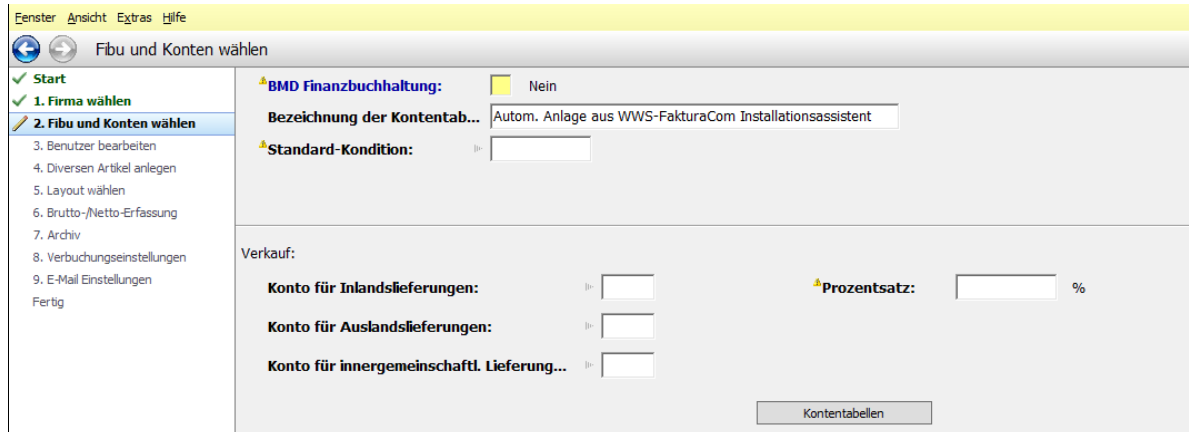 Fenster Ansicht Extras Hilfe
Fibu und Konten wählen
Start
1. Firma wählen
2. Fibu und Konten wählen
3. Benutzer bearbeiten
4. Diversen Artikel anlegen
5. Layout wählen
6. Brutto-/Netto-Erfassung
7. Archiv
8. Verbuchungseinstellungen
9. E-Mail Einstellungen
Fertig
BMD Finanzbuchhaltung: Nein
Bezeichnung der Kontentab... Autom. Anlage aus WWS-FakturaCom Installationsassistent
Standard-Kondition:
Verkauf:
Konto für Inlandslieferungen: Prozentsatz: %
Konto für Auslandslieferungen:
Konto für innergemeinschaftl. Lieferung...
Kontentabellen